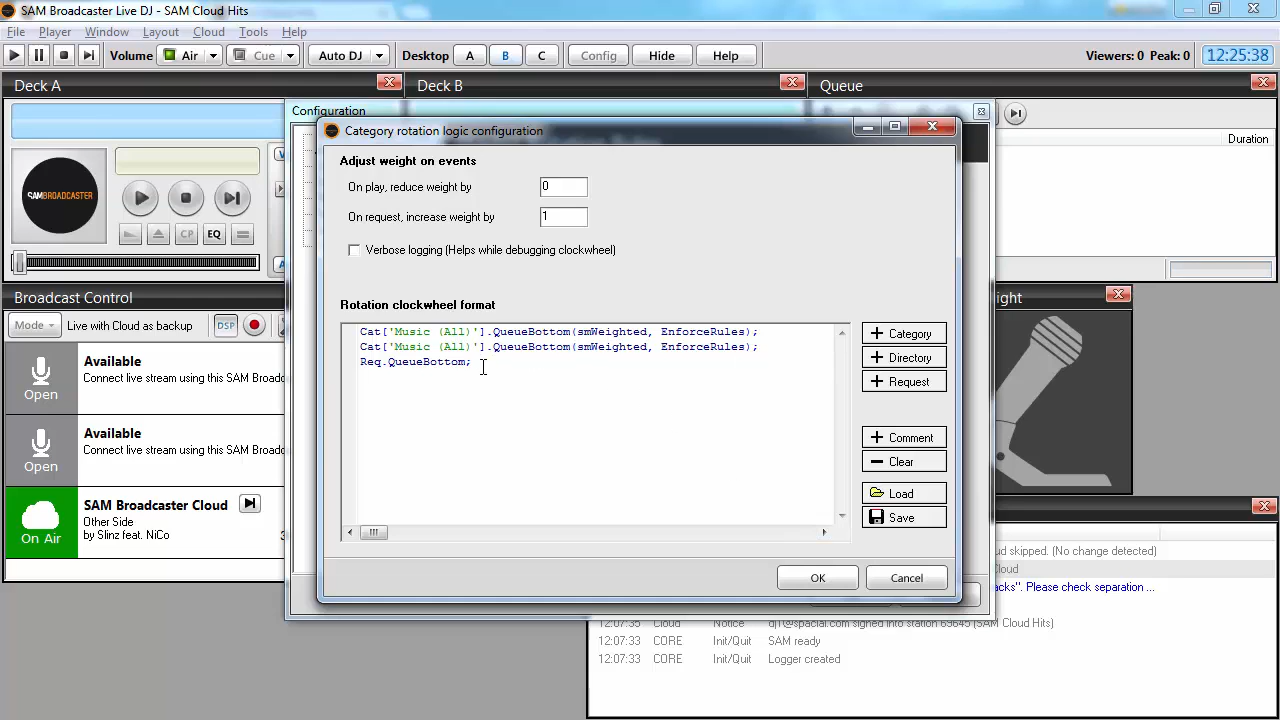 SAM Broadcaster Live DJ - SAM Cloud Hits
File Player Window Layout Cloud Tools Help
Volume Air Cue Auto DJ Desktop A B C Config Hide Help Viewers: 0 Peak: 0 12:25:38
Deck A Deck B Queue
Configuration
Category rotation logic configuration
Duration
Adjust weight on events
On play, reduce weight by 0
On request, increase weight by 1
SAMBROADCASTER
CP EQ
Verbose logging (Helps while debugging clockwheel)
Broadcast Control
Rotation clockwheel format
Mode Live with Cloud as backup DSP
Cat['Music (All)'].QueueBottom(smWeighted, EnforceRules);
Cat['Music (All)'].QueueBottom(smWeighted, EnforceRules);
Req.QueueBottom;
+ Category
+ Directory
+ Request
+ Comment
− Clear
Load
Save
OK Cancel
Available
Connect live stream using this SAM Broadc
Open
Available
Connect live stream using this SAM Broadc
Open
SAM Broadcaster Cloud
Other Side
by Slinz feat. NiCo
On Air
skipped. (No change detected)
Cloud
acks". Please check separation ...
12:07:35 Cloud Notice dj1@spacial.com signed into station 69645 (SAM Cloud Hits)
12:07:33 CORE Init/Quit SAM ready
12:07:33 CORE Init/Quit Logger created